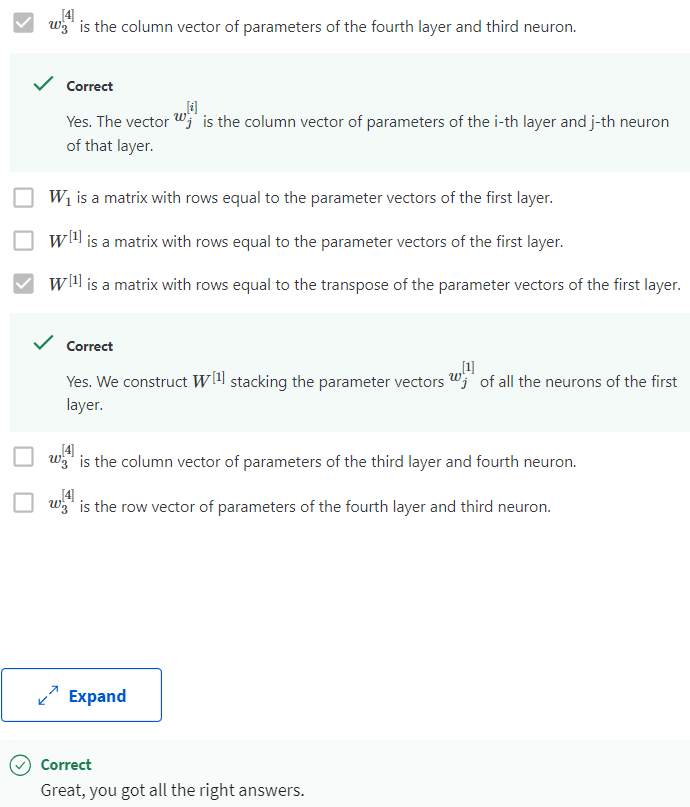 $w_3^{[4]}$ is the column vector of parameters of the fourth layer and third neuron.
Correct
Yes. The vector $w_j^{[i]}$ is the column vector of parameters of the i-th layer and j-th neuron
of that layer.
$W_1$ is a matrix with rows equal to the parameter vectors of the first layer.
$W^{[1]}$ is a matrix with rows equal to the parameter vectors of the first layer.
$W^{[1]}$ is a matrix with rows equal to the transpose of the parameter vectors of the first layer.
Correct
Yes. We construct $W^{[1]}$ stacking the parameter vectors $w_j^{[1]}$ of all the neurons of the first
layer.
$w_3^{[4]}$ is the column vector of parameters of the third layer and fourth neuron.
$w_3^{[4]}$ is the row vector of parameters of the fourth layer and third neuron.
Expand
Correct
Great, you got all the right answers.